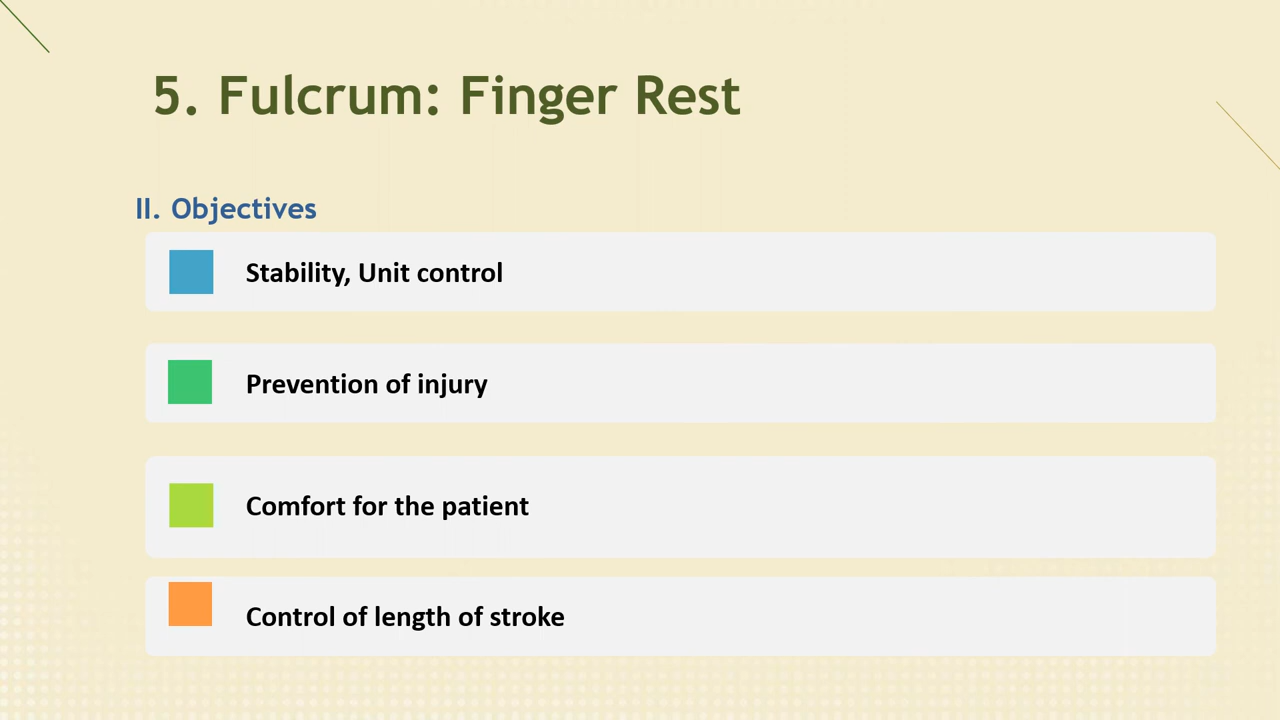 5. Fulcrum: Finger Rest
II. Objectives
Stability, Unit control
Prevention of injury
Comfort for the patient
Control of length of stroke